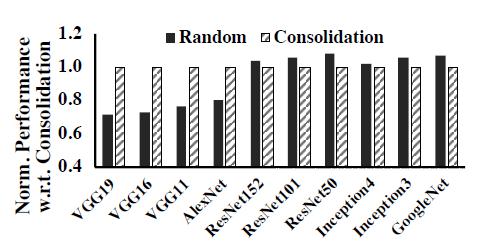 Norm. Performance
w.r.t. Consolidation
1.2
1.0
0.8
0.6
0.4
Random
Consolidation
VGG19
VGG16
VGG11
AlexNet
ResNet152
ResNet101
ResNet50
Inception4
Inception3
GoogleNet